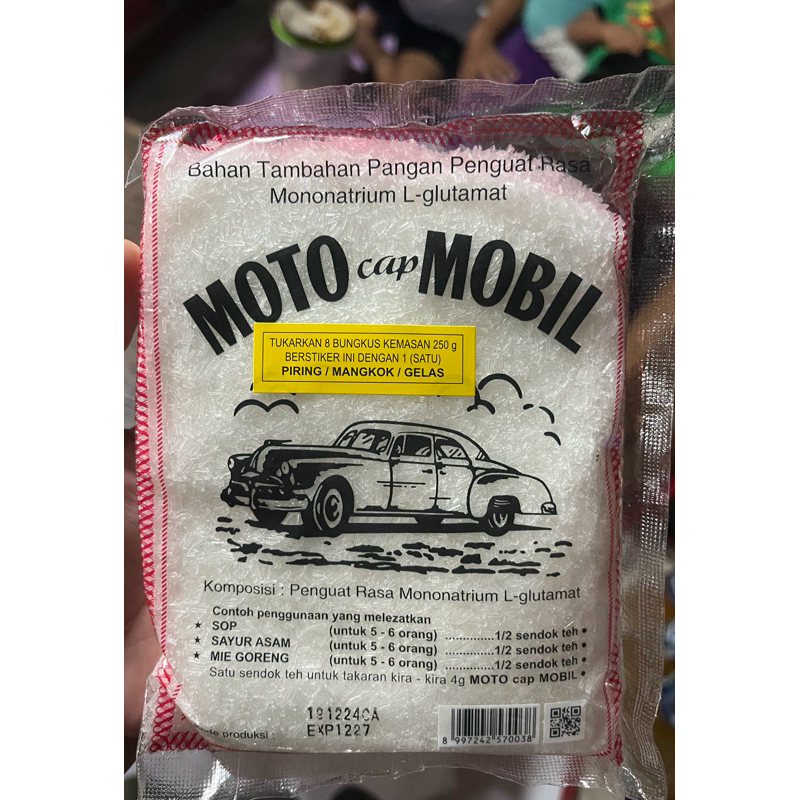 Bahan Tambahan Pangan Penguat Rasa
Mononatrium L-glutamat
MOTO cap MOBIL
TUKARKAN 8 BUNGKUS KEMASAN 250 g
BERSTIKER INI DENGAN 1 (SATU)
PIRING / MANGKOK / GELAS
Komposisi : Penguat Rasa Mononatrium L-glutamat
Contoh penggunaan yang melezatkan
★ SOP (untuk 5 - 6 orang) ..............1/2 sendok teh •
★ SAYUR ASAM (untuk 5 - 6 orang) ..............1/2 sendok teh •
★ MIE GORENG (untuk 5 - 6 orang) ..............1/2 sendok teh •
Satu sendok teh untuk takaran kira - kira 4g MOTO cap MOBIL •
produksi :
EXP1227
8 997242 570038